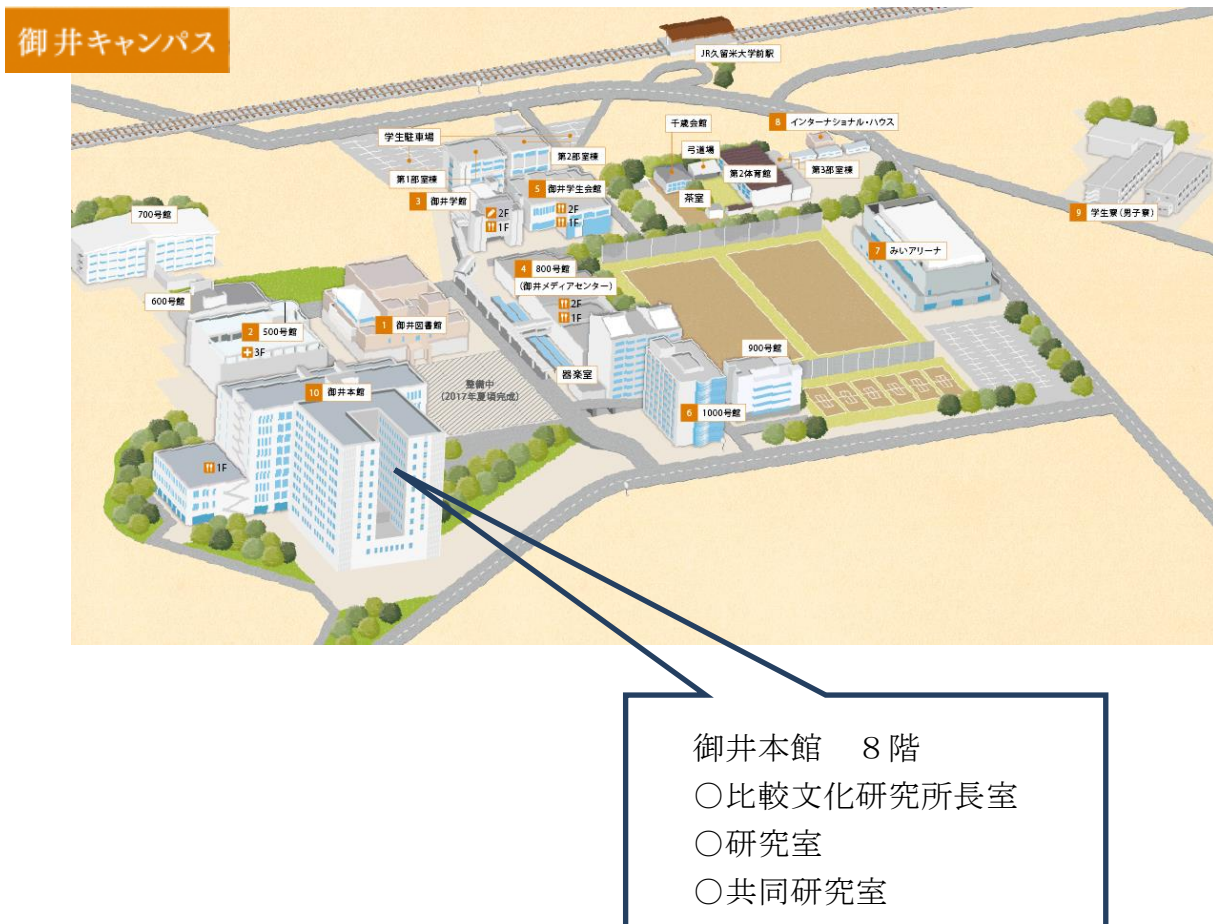 御井キャンパス
JR久留米大学前駅
学生駐車場
千歳会館
8 インターナショナル・ハウス
弓道場
第2部室棟
第1部室棟
第2体育館
第3部室棟
3 御井学館
5 御井学生会館
茶室
700号館
2F
1F
2F
1F
9 学生寮(男子寮)
7 みいアリーナ
4 800号館
(御井メディアセンター)
600号館
2F
1F
1 御井図書館
2 500号館
3F
900号館
器楽室
整備中
(2017年夏頃完成)
10 御井本館
6 1000号館
1F
御井本館 8階
○比較文化研究所長室
○研究室
○共同研究室